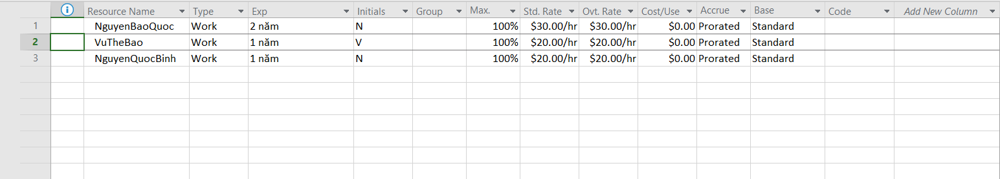 Resource Name Type Exp Initials Group Max. Std. Rate Ovt. Rate Cost/Use Accrue Base Code Add New Column
1 NguyenBaoQuoc Work 2 năm N 100% $30.00/hr $30.00/hr $0.00 Prorated Standard
2 VuTheBao Work 1 năm V 100% $20.00/hr $20.00/hr $0.00 Prorated Standard
3 NguyenQuocBinh Work 1 năm N 100% $20.00/hr $20.00/hr $0.00 Prorated Standard